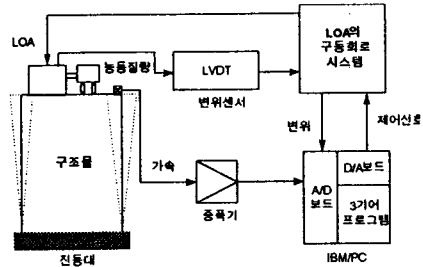 LOA
능동질량
LVDT
변위센서
LOA의
구동회로
시스템
변위
제어신호
구조물
가속
증폭기
A/D
보드
D/A보드
3기어
프로그램
진동대
IBM/PC